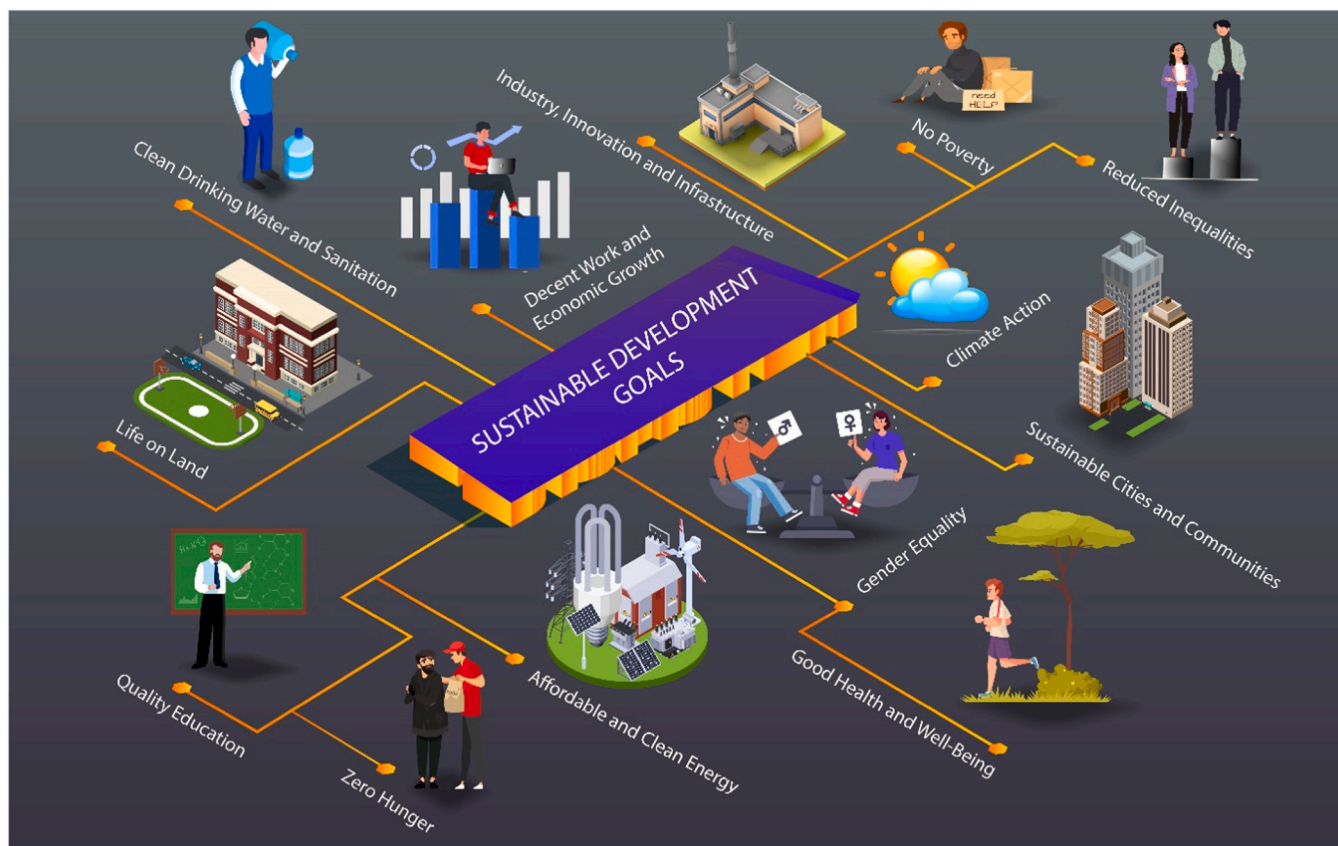 Clean Drinking Water and Sanitation
Industry, Innovation and Infrastructure
need
HELP
No Poverty
Reduced Inequalities
Decent Work and
Economic Growth
SUSTAINABLE DEVELOPMENT
GOALS
Climate Action
Life on Land
Sustainable Cities and Communities
Gender Equality
Quality Education
Affordable and Clean Energy
Good Health and Well-Being
Zero Hunger